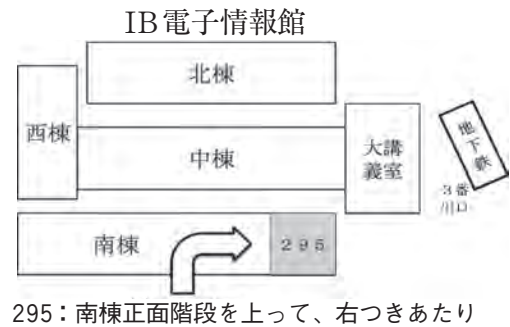 IB電子情報館
北棟
西棟
中棟
大講
義室
地下鉄
3番
出口
南棟
295
295：南棟正面階段を上って、右つきあたり